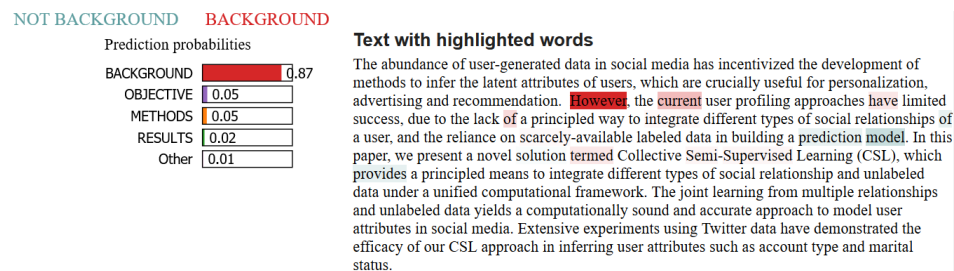 NOT BACKGROUND BACKGROUND
Prediction probabilities
BACKGROUND 0.87
OBJECTIVE 0.05
METHODS 0.05
RESULTS 0.02
Other 0.01
Text with highlighted words
The abundance of user-generated data in social media has incentivized the development of
methods to infer the latent attributes of users, which are crucially useful for personalization,
advertising and recommendation. However, the current user profiling approaches have limited
success, due to the lack of a principled way to integrate different types of social relationships of
a user, and the reliance on scarcely-available labeled data in building a prediction model. In this
paper, we present a novel solution termed Collective Semi-Supervised Learning (CSL), which
provides a principled means to integrate different types of social relationship and unlabeled
data under a unified computational framework. The joint learning from multiple relationships
and unlabeled data yields a computationally sound and accurate approach to model user
attributes in social media. Extensive experiments using Twitter data have demonstrated the
efficacy of our CSL approach in inferring user attributes such as account type and marital
status.